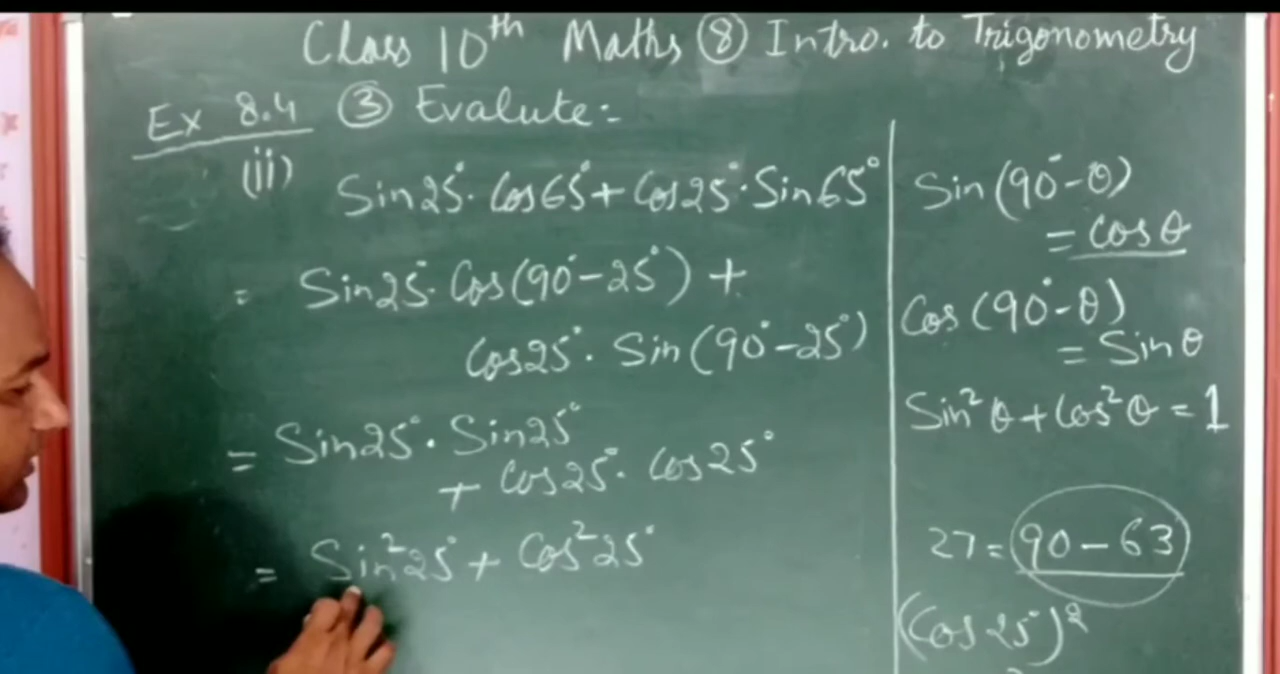 Class 10th Maths ⑧ Intro. to Trigonometry
Ex 8.4 ③ Evalute:-
(ii) Sin25°. Cos65° + Cos25°. Sin65°
= Sin25°. Cos(90°-25°) +
Cos25°. Sin(90°-25°)
= Sin25°. Sin25°
+ Cos25°. Cos25°
= Sin²25° + Cos²25°
Sin(90°-θ)
= Cosθ
Cos(90°-θ)
= Sinθ
Sin²θ + Cos²θ = 1
27 = 90-63
(Cos25°)²